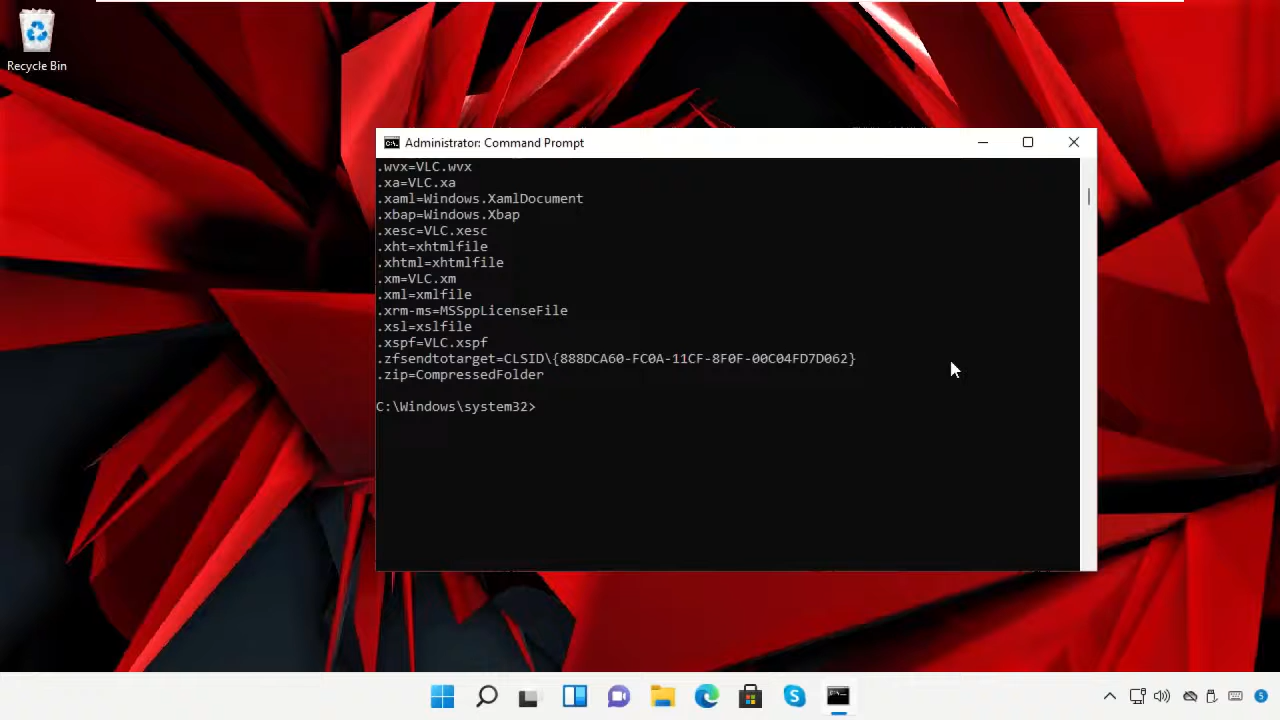 Recycle Bin
Administrator: Command Prompt
.wvx=VLC.wvx
.xa=VLC.xa
.xaml=Windows.XamlDocument
.xbap=Windows.Xbap
.xesc=VLC.xesc
.xht=xhtmlfile
.xhtml=xhtmlfile
.xm=VLC.xm
.xml=xmlfile
.xrm-ms=MSSppLicenseFile
.xsl=xslfile
.xspf=VLC.xspf
.zfsendtotarget=CLSID\{888DCA60-FC0A-11CF-8F0F-00C04FD7D062}
.zip=CompressedFolder
C:\Windows\system32>
5